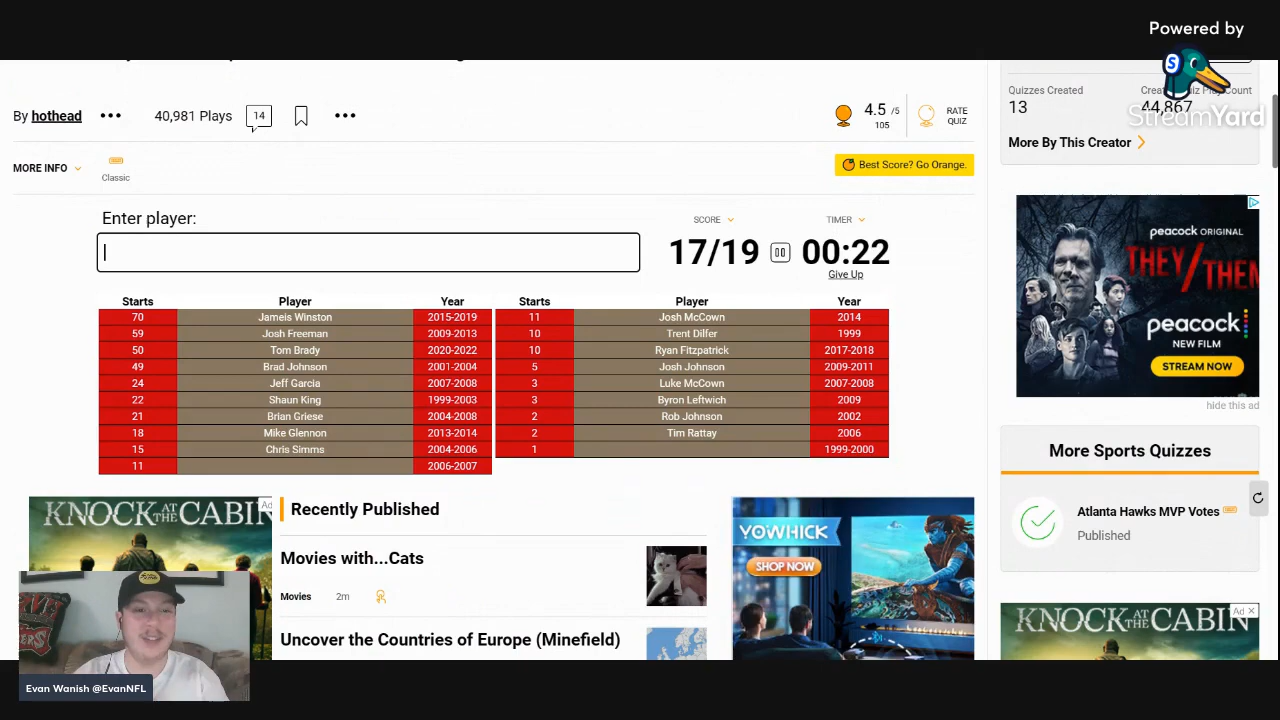 Powered by
StreamYard
By hothead
40,981 Plays
14
4.5 /5
105
RATE
QUIZ
Quizzes Created
13
44,867
More By This Creator
MORE INFO
Classic
Best Score? Go Orange.
Enter player:
SCORE
TIMER
17/19
00:22
Give Up
Starts Player Year Starts Player Year
70 Jameis Winston 2015-2019 11 Josh McCown 2014
59 Josh Freeman 2009-2013 10 Trent Dilfer 1999
50 Tom Brady 2020-2022 10 Ryan Fitzpatrick 2017-2018
49 Brad Johnson 2001-2004 5 Josh Johnson 2009-2011
24 Jeff Garcia 2007-2008 3 Luke McCown 2007-2008
22 Shaun King 1999-2003 3 Byron Leftwich 2009
21 Brian Griese 2004-2008 2 Rob Johnson 2002
18 Mike Glennon 2013-2014 2 Tim Rattay 2006
15 Chris Simms 2004-2006 1 1999-2000
11 2006-2007
peacock ORIGINAL
THEY/THEM
peacock
NEW FILM
STREAM NOW
hide this ad
More Sports Quizzes
Atlanta Hawks MVP Votes
Published
KNOCK AT THE CABIN
Ad
Recently Published
Movies with...Cats
Movies 2m
Uncover the Countries of Europe (Minefield)
YOWHICK
SHOP NOW
KNOCK AT THE CABIN
Ad
Evan Wanish @EvanNFL